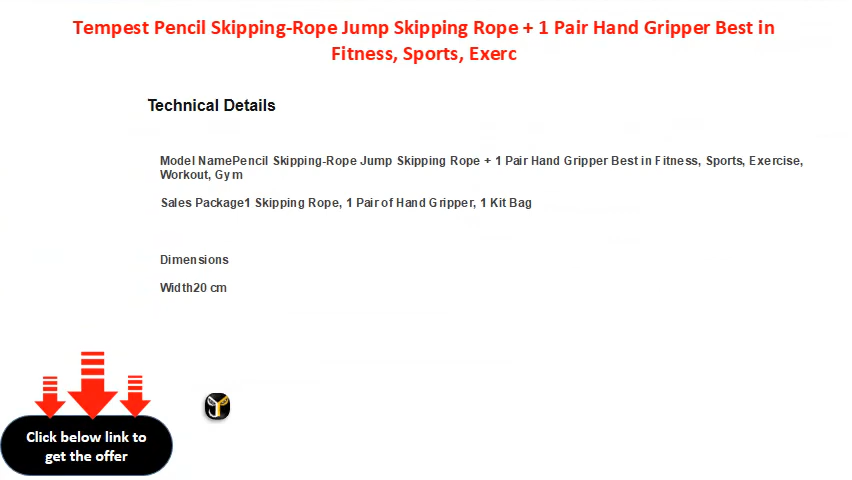 Tempest Pencil Skipping-Rope Jump Skipping Rope + 1 Pair Hand Gripper Best in
Fitness, Sports, Exerc
Technical Details
Model NamePencil Skipping-Rope Jump Skipping Rope + 1 Pair Hand Gripper Best in Fitness, Sports, Exercise,
Workout, Gym
Sales Package1 Skipping Rope, 1 Pair of Hand Gripper, 1 Kit Bag
Dimensions
Width20 cm
Click below link to
get the offer